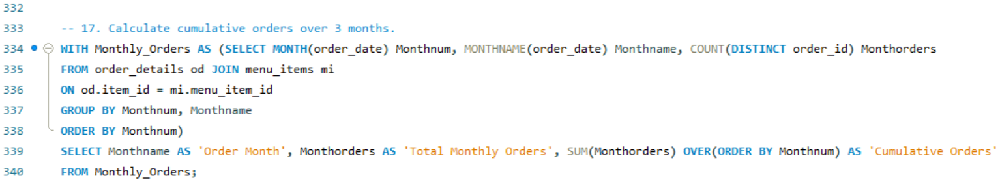 332
333 -- 17. Calculate cumulative orders over 3 months.
334 WITH Monthly_Orders AS (SELECT MONTH(order_date) Monthnum, MONTHNAME(order_date) Monthname, COUNT(DISTINCT order_id) Monthorders
335 FROM order_details od JOIN menu_items mi
336 ON od.item_id = mi.menu_item_id
337 GROUP BY Monthnum, Monthname
338 ORDER BY Monthnum)
339 SELECT Monthname AS 'Order Month', Monthorders AS 'Total Monthly Orders', SUM(Monthorders) OVER(ORDER BY Monthnum) AS 'Cumulative Orders'
340 FROM Monthly_Orders;